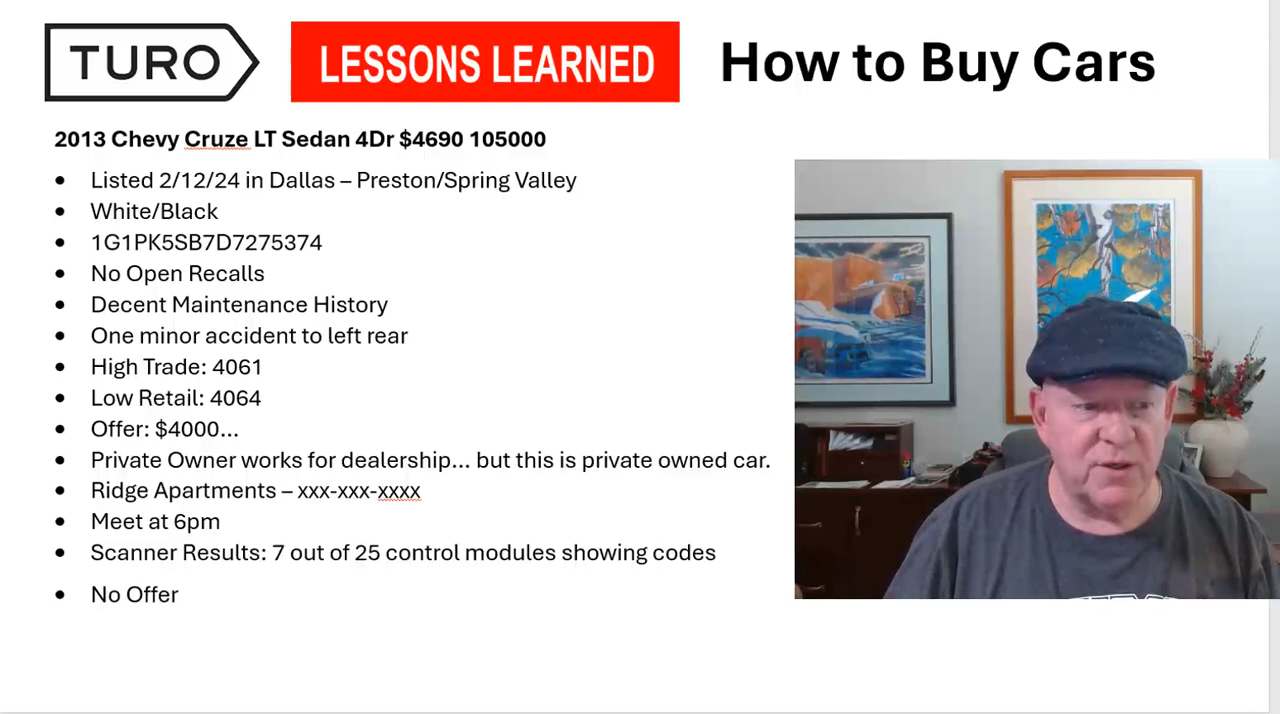 TURO
LESSONS LEARNED
How to Buy Cars
2013 Chevy Cruze LT Sedan 4Dr $4690 105000
• Listed 2/12/24 in Dallas – Preston/Spring Valley
• White/Black
• 1G1PK5SB7D7275374
• No Open Recalls
• Decent Maintenance History
• One minor accident to left rear
• High Trade: 4061
• Low Retail: 4064
• Offer: $4000...
• Private Owner works for dealership... but this is private owned car.
• Ridge Apartments – xxx-xxx-xxxx
• Meet at 6pm
• Scanner Results: 7 out of 25 control modules showing codes
• No Offer